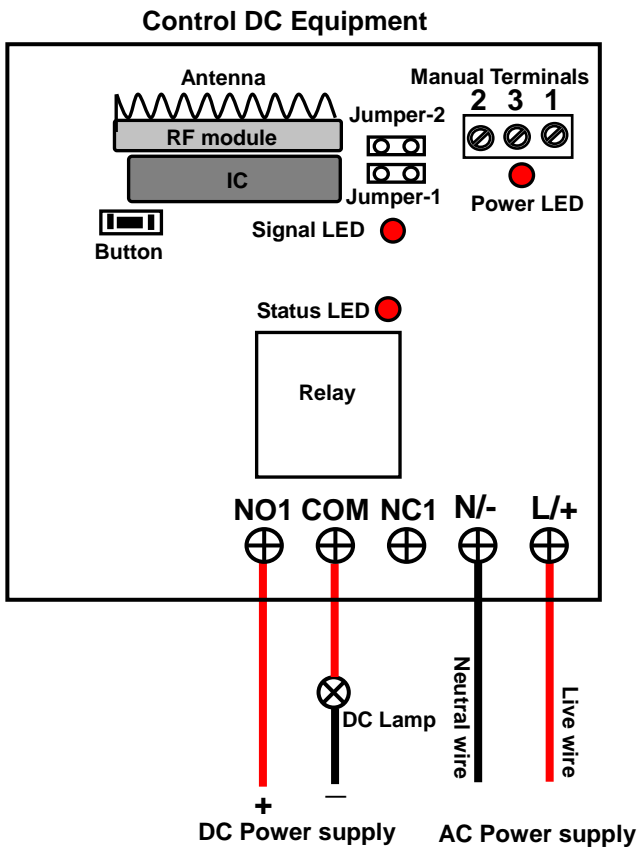 Control DC Equipment
Antenna
Manual Terminals
2 3 1
Jumper-2
RF module
IC
Jumper-1
Power LED
Signal LED
Button
Status LED
Relay
NO1 COM NC1 N/- L/+
Neutral wire
Live wire
DC Lamp
+ −
DC Power supply
AC Power supply